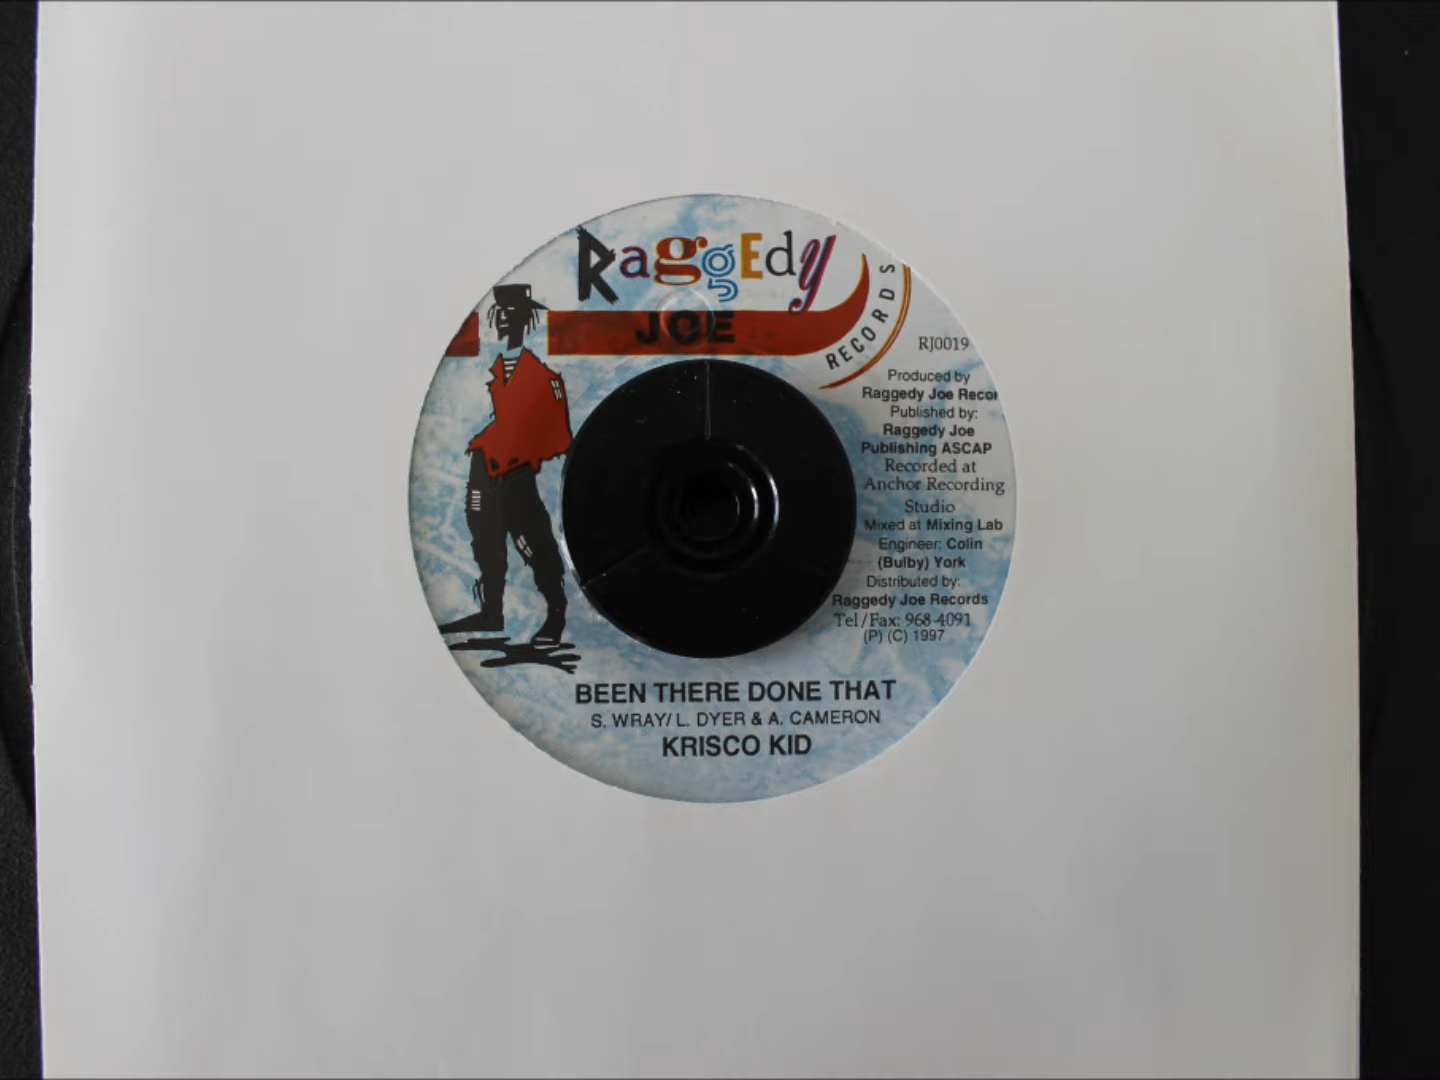 RaggEdy
JOE
RECORDS
RJ0019
Produced by
Raggedy Joe Recor
Published by:
Raggedy Joe
Publishing ASCAP
Recorded at
Anchor Recording
Studio
Mixed at Mixing Lab
Engineer: Colin
(Bulby) York
Distributed by:
Raggedy Joe Records
Tel/Fax: 968-4091
(P) (C) 1997
BEEN THERE DONE THAT
S. WRAY/ L. DYER & A. CAMERON
KRISCO KID